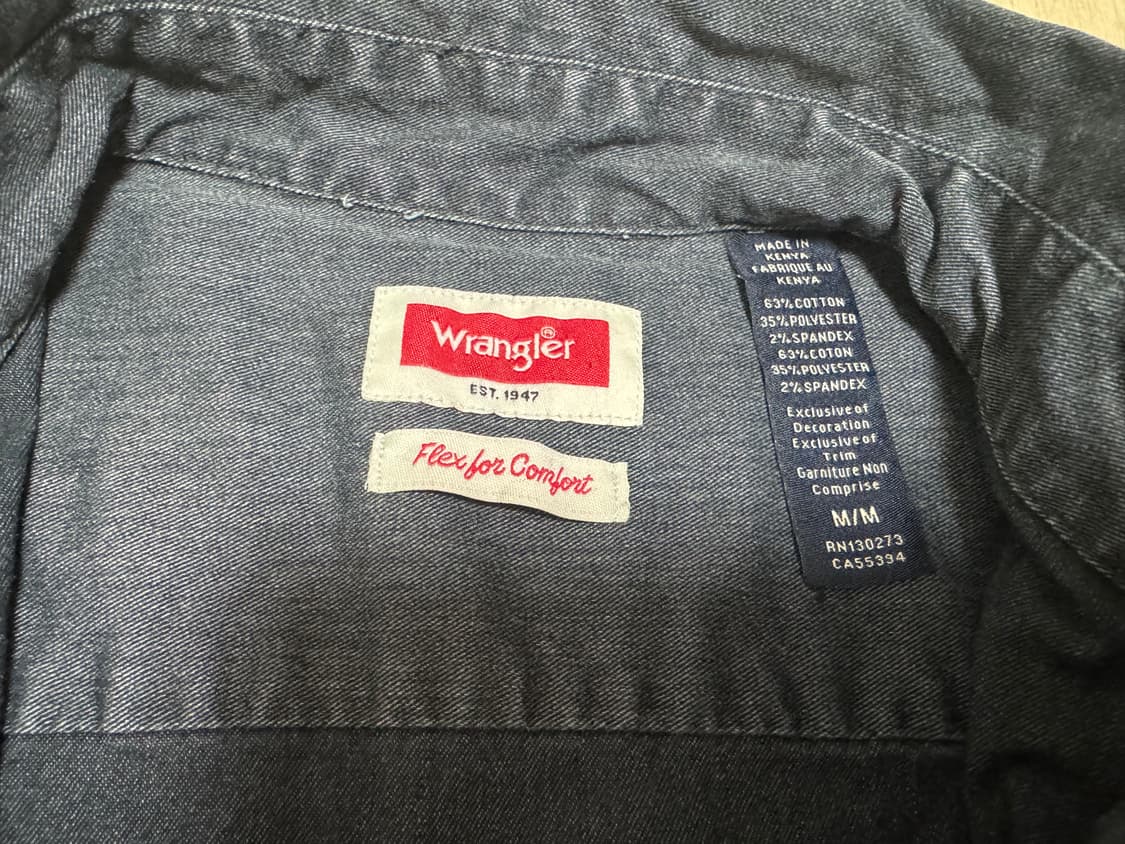 Wrangler®
EST. 1947
Flex for Comfort
MADE IN
KENYA
FABRIQUE AU
KENYA
63% COTTON
35% POLYESTER
2% SPANDEX
63% COTON
35% POLYESTER
2% SPANDEX
Exclusive of
Decoration
Exclusive of
Trim
Garniture Non
Comprise
M/M
RN130273
CA55394